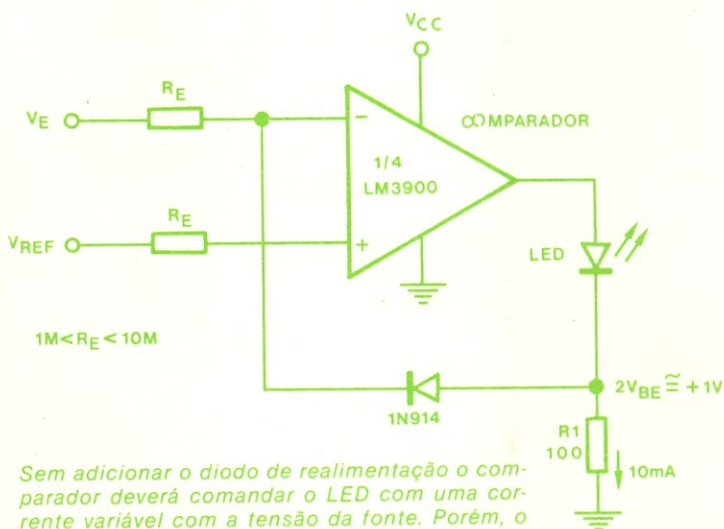 VCC
RE
VE
COMPARADOR
1/4
LM3900
RE
VREF
LED
1M<RE<10M
2VBE ≅ +1V
1N914
R1
100
10mA
Sem adicionar o diodo de realimentação o com-
parador deverá comandar o LED com uma cor-
rente variável com a tensão da fonte. Porém, o